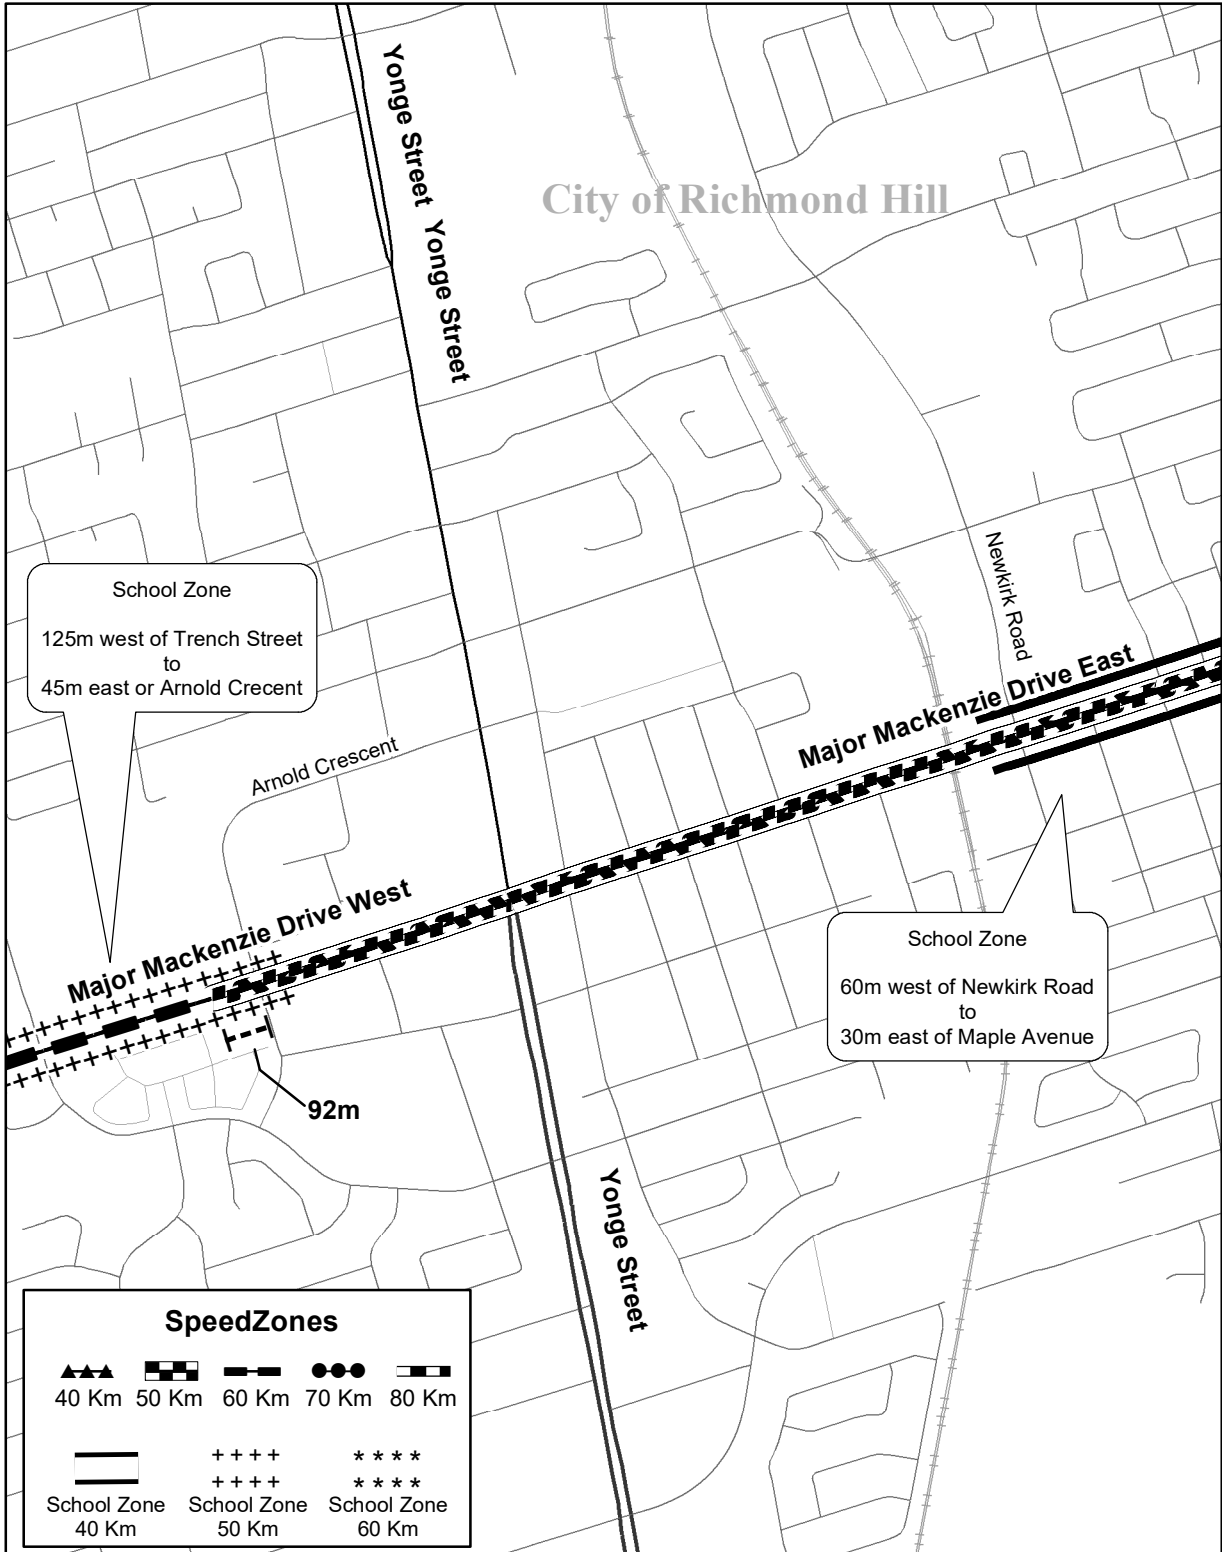 Yonge Street
Yonge Street
City of Richmond Hill
Newkirk Road
School Zone
125m west of Trench Street
to
45m east or Arnold Crecent
Major Mackenzie Drive East
Arnold Crescent
Major Mackenzie Drive West
School Zone
60m west of Newkirk Road
to
30m east of Maple Avenue
92m
Yonge Street
SpeedZones
40 Km 50 Km 60 Km 70 Km 80 Km
School Zone School Zone School Zone
40 Km 50 Km 60 Km